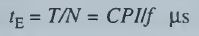 tE = T/N = CPI/f μs